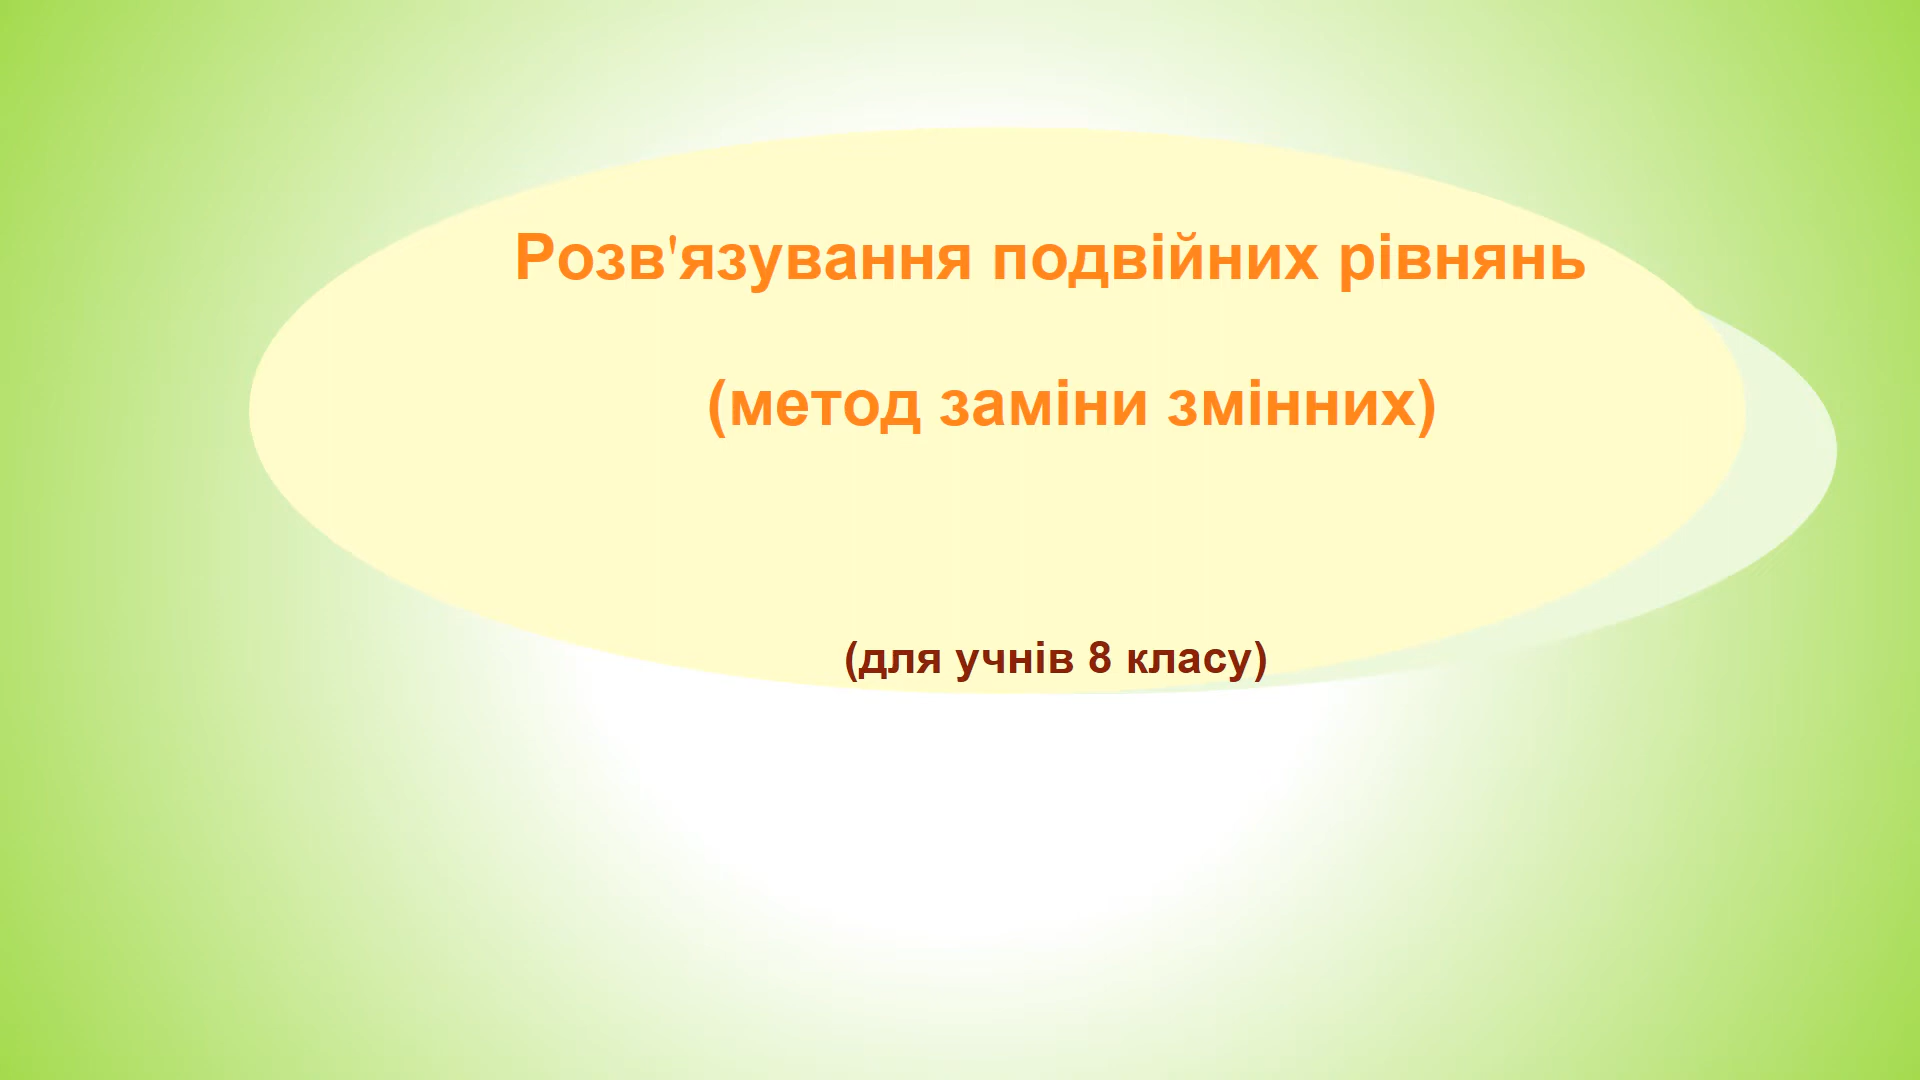 Розв'язування подвійних рівнянь
(метод заміни змінних)
(для учнів 8 класу)